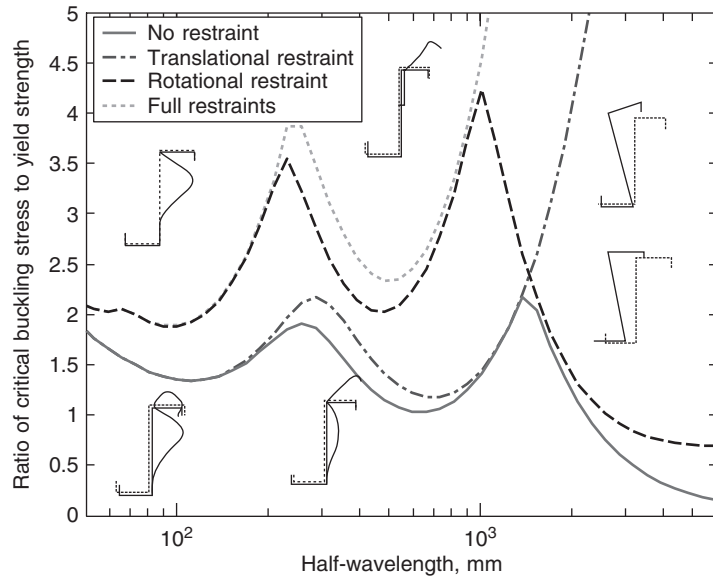 No restraint
Translational restraint
Rotational restraint
Full restraints
Ratio of critical buckling stress to yield strength
5
4.5
4
3.5
3
2.5
2
1.5
1
0.5
0
10²
10³
Half-wavelength, mm